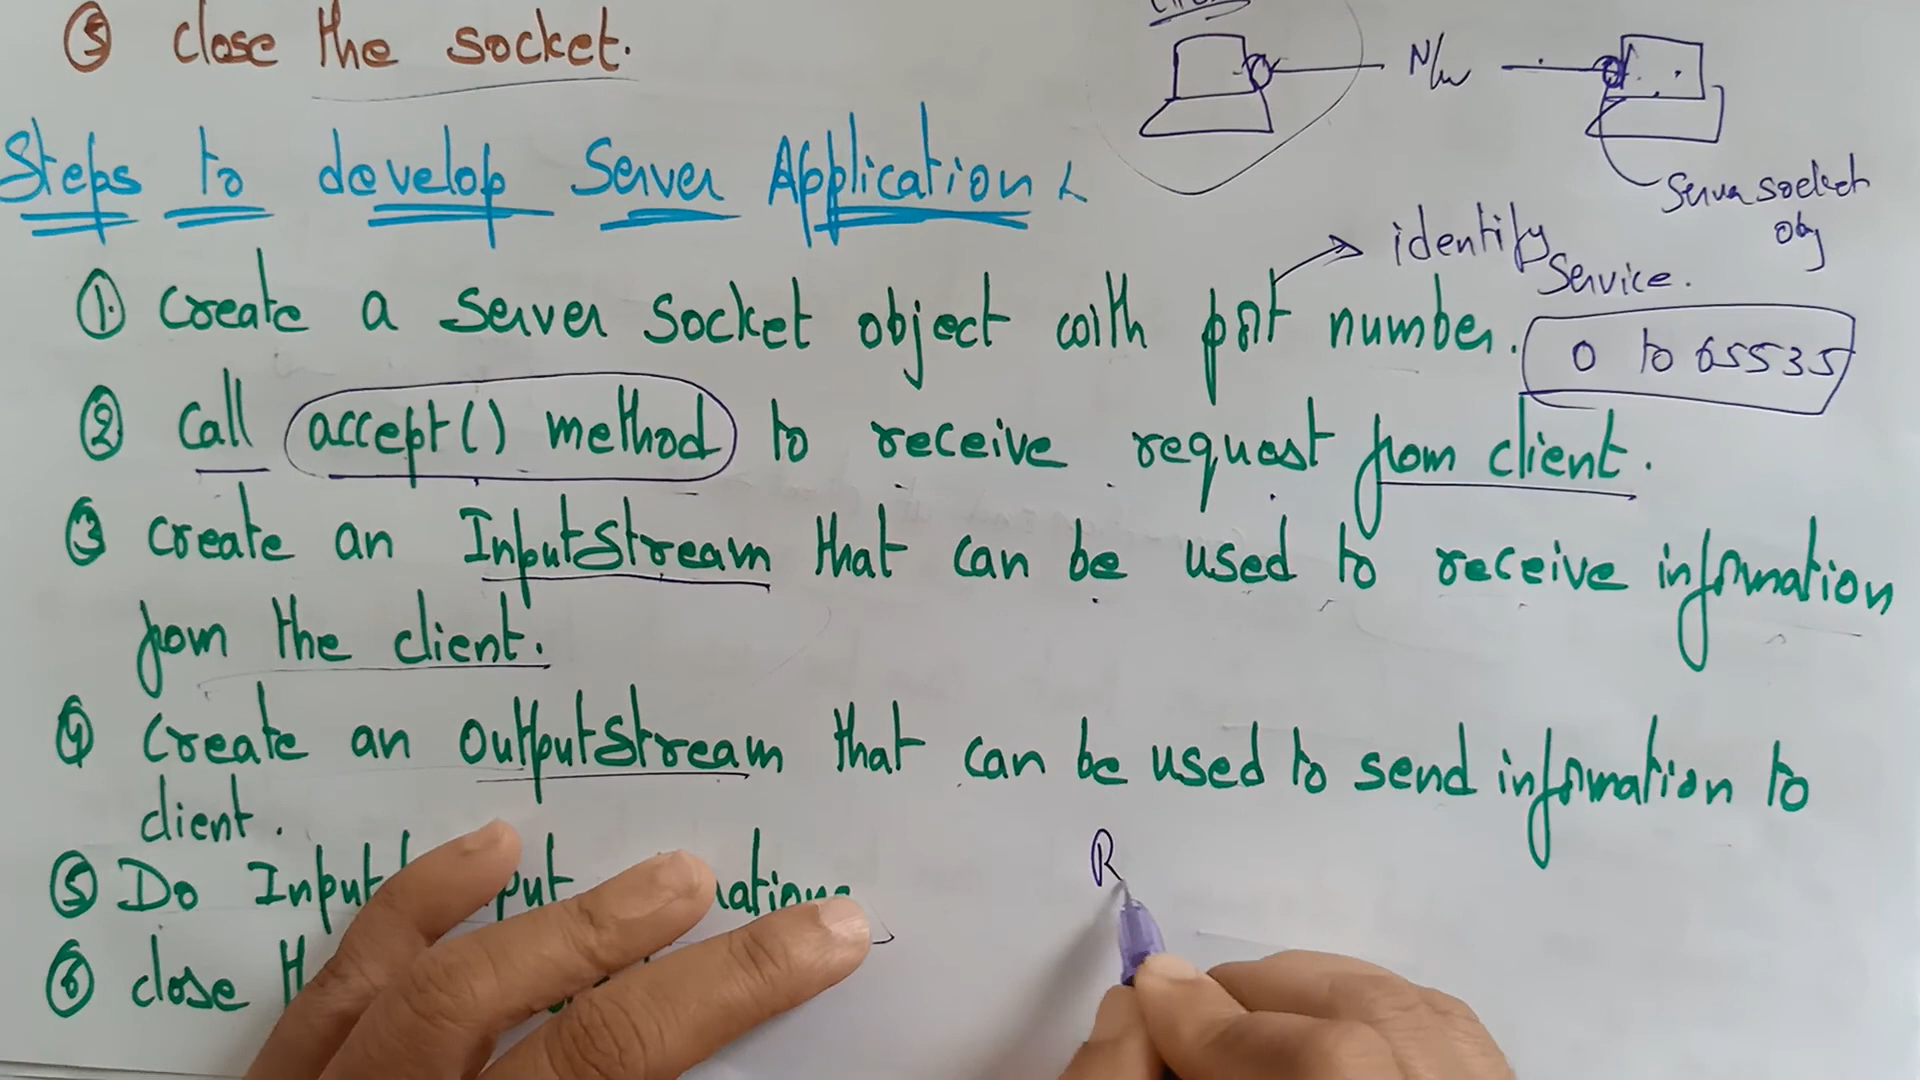 ⑤ close the socket.
N/w
Server socket
obj
Steps to develop Server Application :
identify
Service.
① create a server socket object with port number.
0 to 65535
② call accept() method to receive request from client.
③ create an InputStream that can be used to receive information
from the client.
④ create an outputStream that can be used to send information to
client.
⑤ Do Input
R
⑥ close